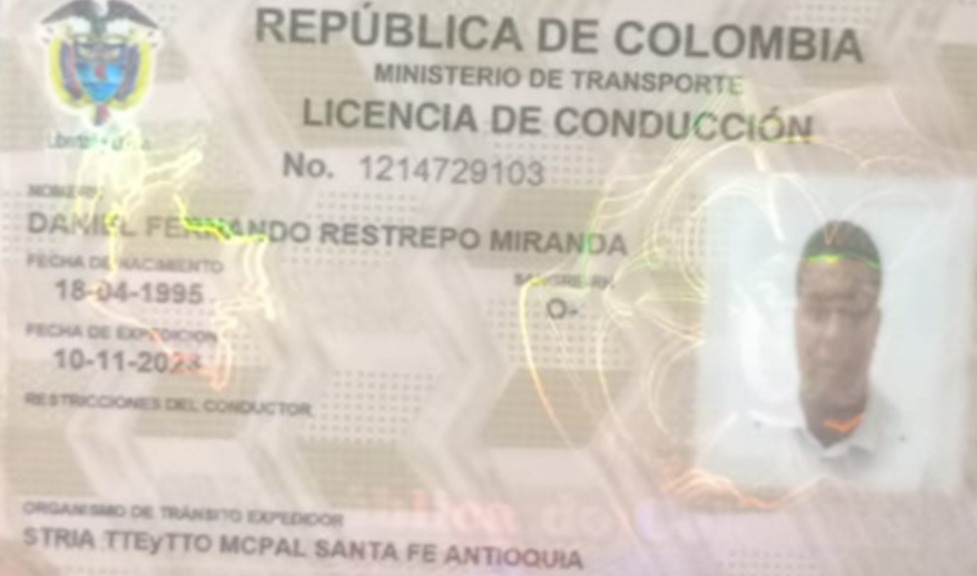 REPÚBLICA DE COLOMBIA
MINISTERIO DE TRANSPORTE
LICENCIA DE CONDUCCIÓN
No. 1214729103
NOMBRE
DANIEL FERNANDO RESTREPO MIRANDA
FECHA DE NACIMIENTO
18-04-1995
O-
FECHA DE EXPEDICION
10-11-2023
RESTRICCIONES DEL CONDUCTOR
ORGANISMO DE TRÁNSITO EXPEDIDOR
STRIA TTEyTTO MCPAL SANTA FE ANTIOQUIA